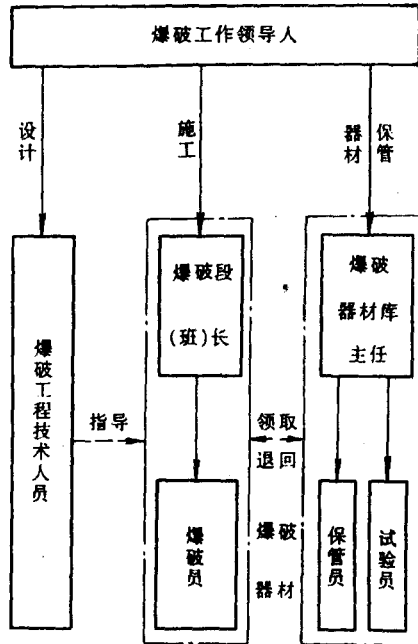 爆破工作领导人
设计
施工
器材
保管
爆破工程技术人员
指导
爆破段
(班)长
爆破员
领取
退回
爆破
器材
爆破
器材库
主任
保管员
试验员